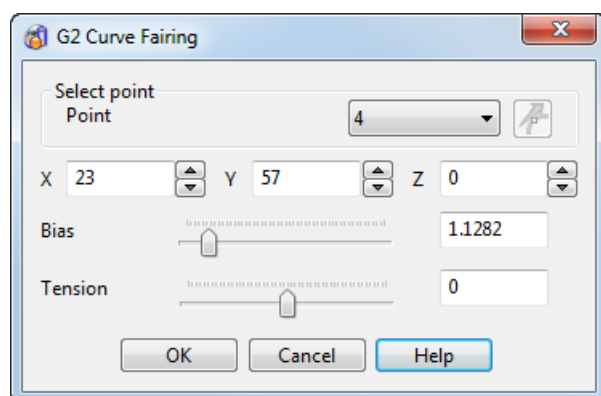 G2 Curve Fairing
Select point
Point 4
X 23 Y 57 Z 0
Bias 1.1282
Tension 0
OK Cancel Help